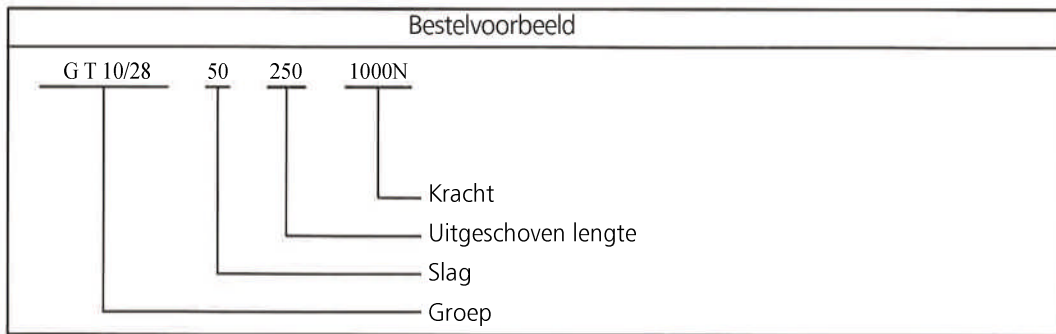 Bestelvoorbeeld
G T 10/28 50 250 1000N
Kracht
Uitgeschoven lengte
Slag
Groep